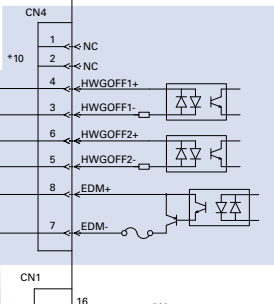 CN4
1 NC
*10
2 NC
4 HWGOFF1+
3 HWGOFF1-
6 HWGOFF2+
5 HWGOFF2-
8 EDM+
7 EDM-
CN1
16